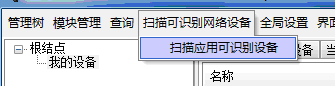 管理树 模块管理 查询 扫描可识别网络设备 全局设置 界面
扫描应用可识别设备
根结点
我的设备
名称